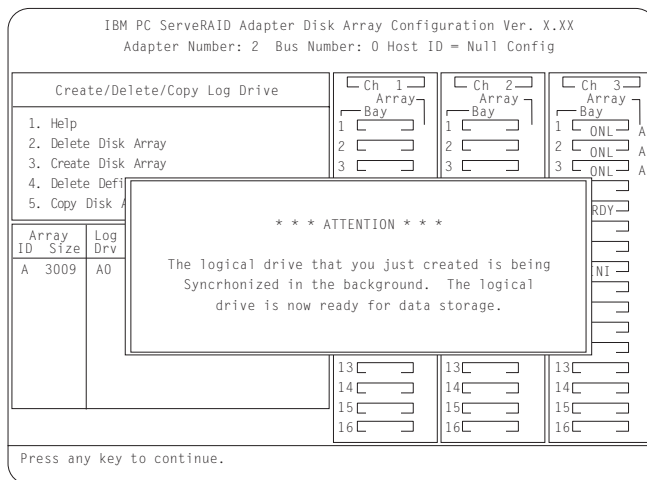 IBM PC ServeRAID Adapter Disk Array Configuration Ver. X.XX
Adapter Number: 2 Bus Number: 0 Host ID = Null Config
Create/Delete/Copy Log Drive
1. Help
2. Delete Disk Array
3. Create Disk Array
4. Delete Defi
5. Copy Disk A
Array Log
ID Size Drv
A 3009 A0
Ch 1
Array
Bay
1
2
3
13
14
15
16
Ch 2
Array
Bay
1
2
3
13
14
15
16
Ch 3
Array
Bay
1 ONL A
2 ONL A
3 ONL A
RDY
NI
13
14
15
16
* * * ATTENTION * * *
The logical drive that you just created is being
Syncrhonized in the background. The logical
drive is now ready for data storage.
Press any key to continue.